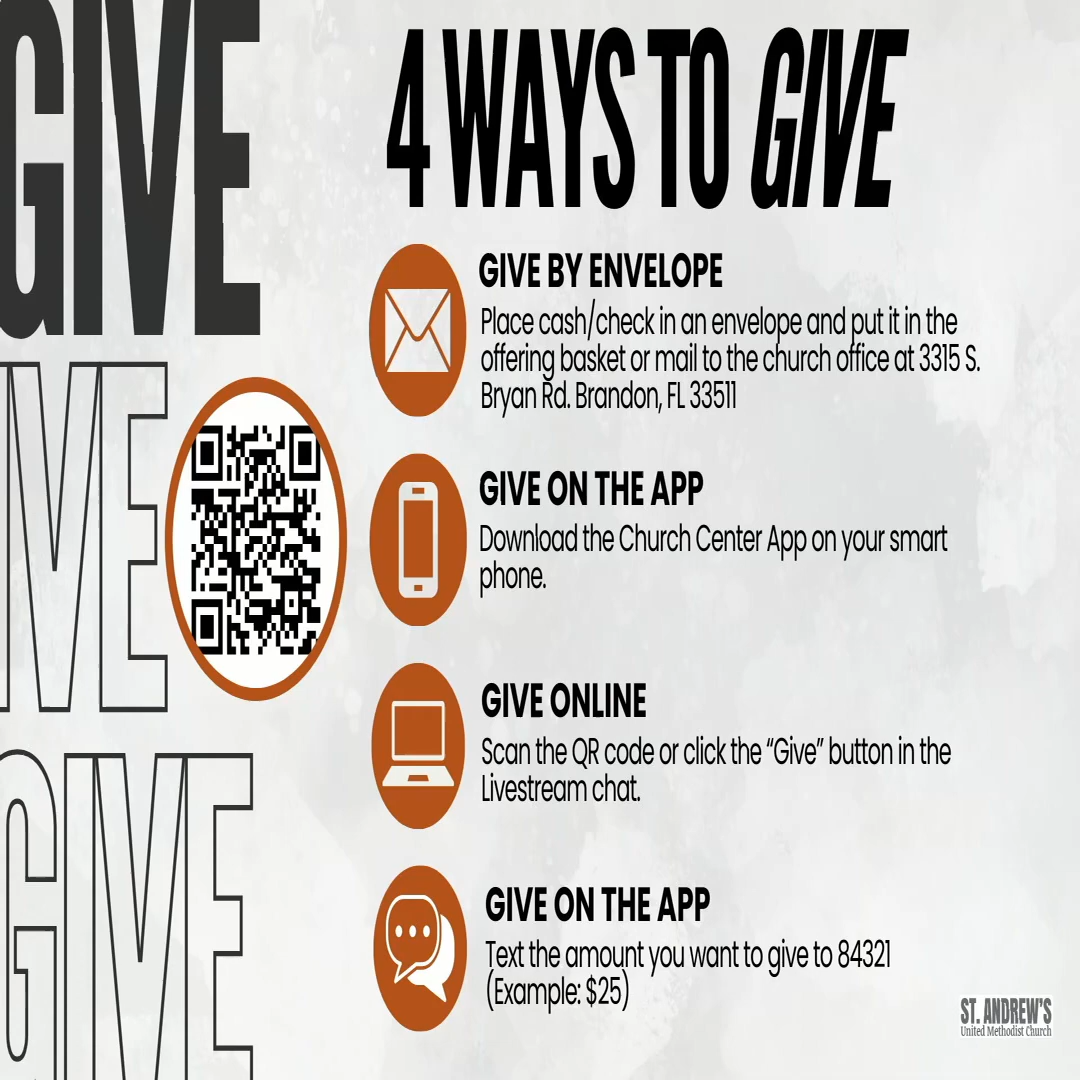 GIVE
IVE
GIVE
4 WAYS TO GIVE
GIVE BY ENVELOPE
Place cash/check in an envelope and put it in the
offering basket or mail to the church office at 3315 S.
Bryan Rd. Brandon, FL 33511
GIVE ON THE APP
Download the Church Center App on your smart
phone.
GIVE ONLINE
Scan the QR code or click the “Give” button in the
Livestream chat.
GIVE ON THE APP
Text the amount you want to give to 84321
(Example: $25)
ST. ANDREW'S
United Methodist Church